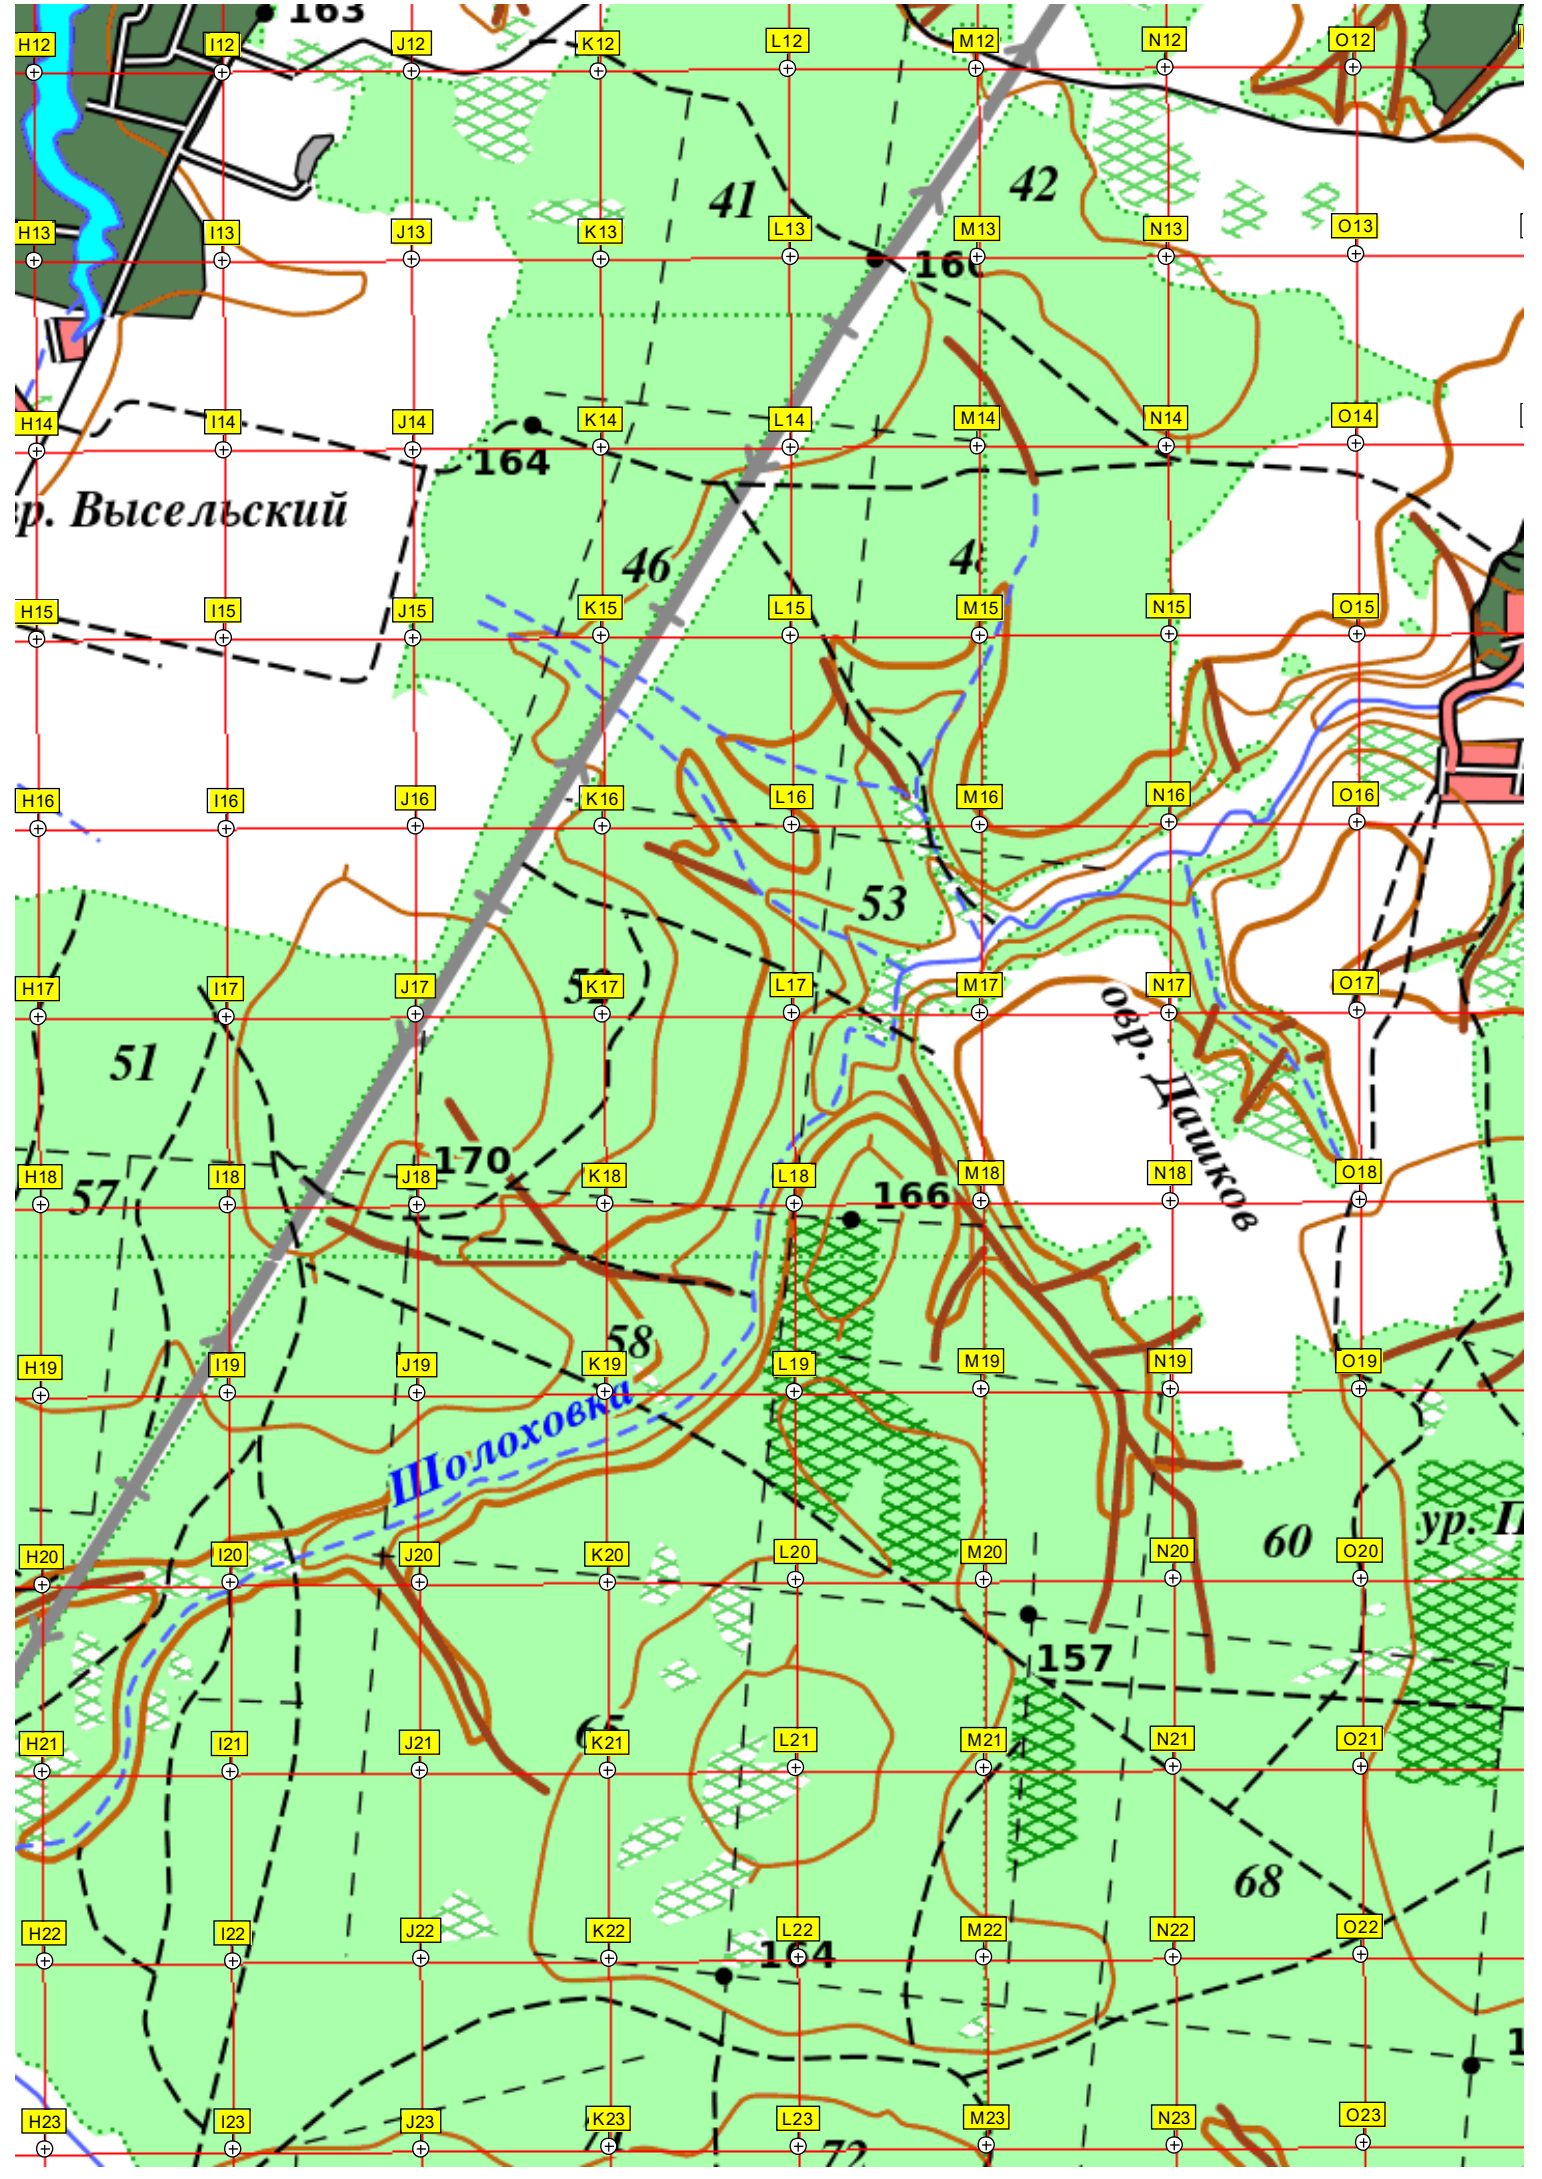 163
H12 I12 J12 K12 L12 M12 N12 O12
41
42
H13 I13 J13 K13 L13 M13 N13 O13
H14 I14 J14 K14 L14 M14 N14 O14
164
вр. Высельский
46
H15 I15 J15 K15 L15 M15 N15 O15
H16 I16 J16 K16 L16 M16 N16 O16
53
H17 I17 J17 K17 L17 M17 N17 O17
овр. Дашков
51
170
H18 I18 J18 K18 L18 M18 N18 O18
57
166
58
H19 I19 J19 K19 L19 M19 N19 O19
Шолоховка
60
ур.
H20 I20 J20 K20 L20 M20 N20 O20
157
65
H21 I21 J21 K21 L21 M21 N21 O21
68
H22 I22 J22 K22 L22 M22 N22 O22
164
H23 I23 J23 K23 L23 M23 N23 O23
72